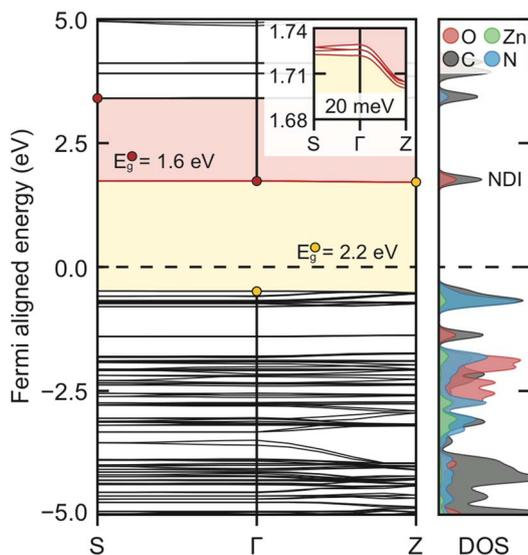 5.0
1.74
O Zn
C N
1.71
2.5
20 meV
1.68
S Γ Z
Eg = 1.6 eV
NDI
Fermi aligned energy (eV)
Eg = 2.2 eV
0.0
−2.5
−5.0
S Γ Z DOS